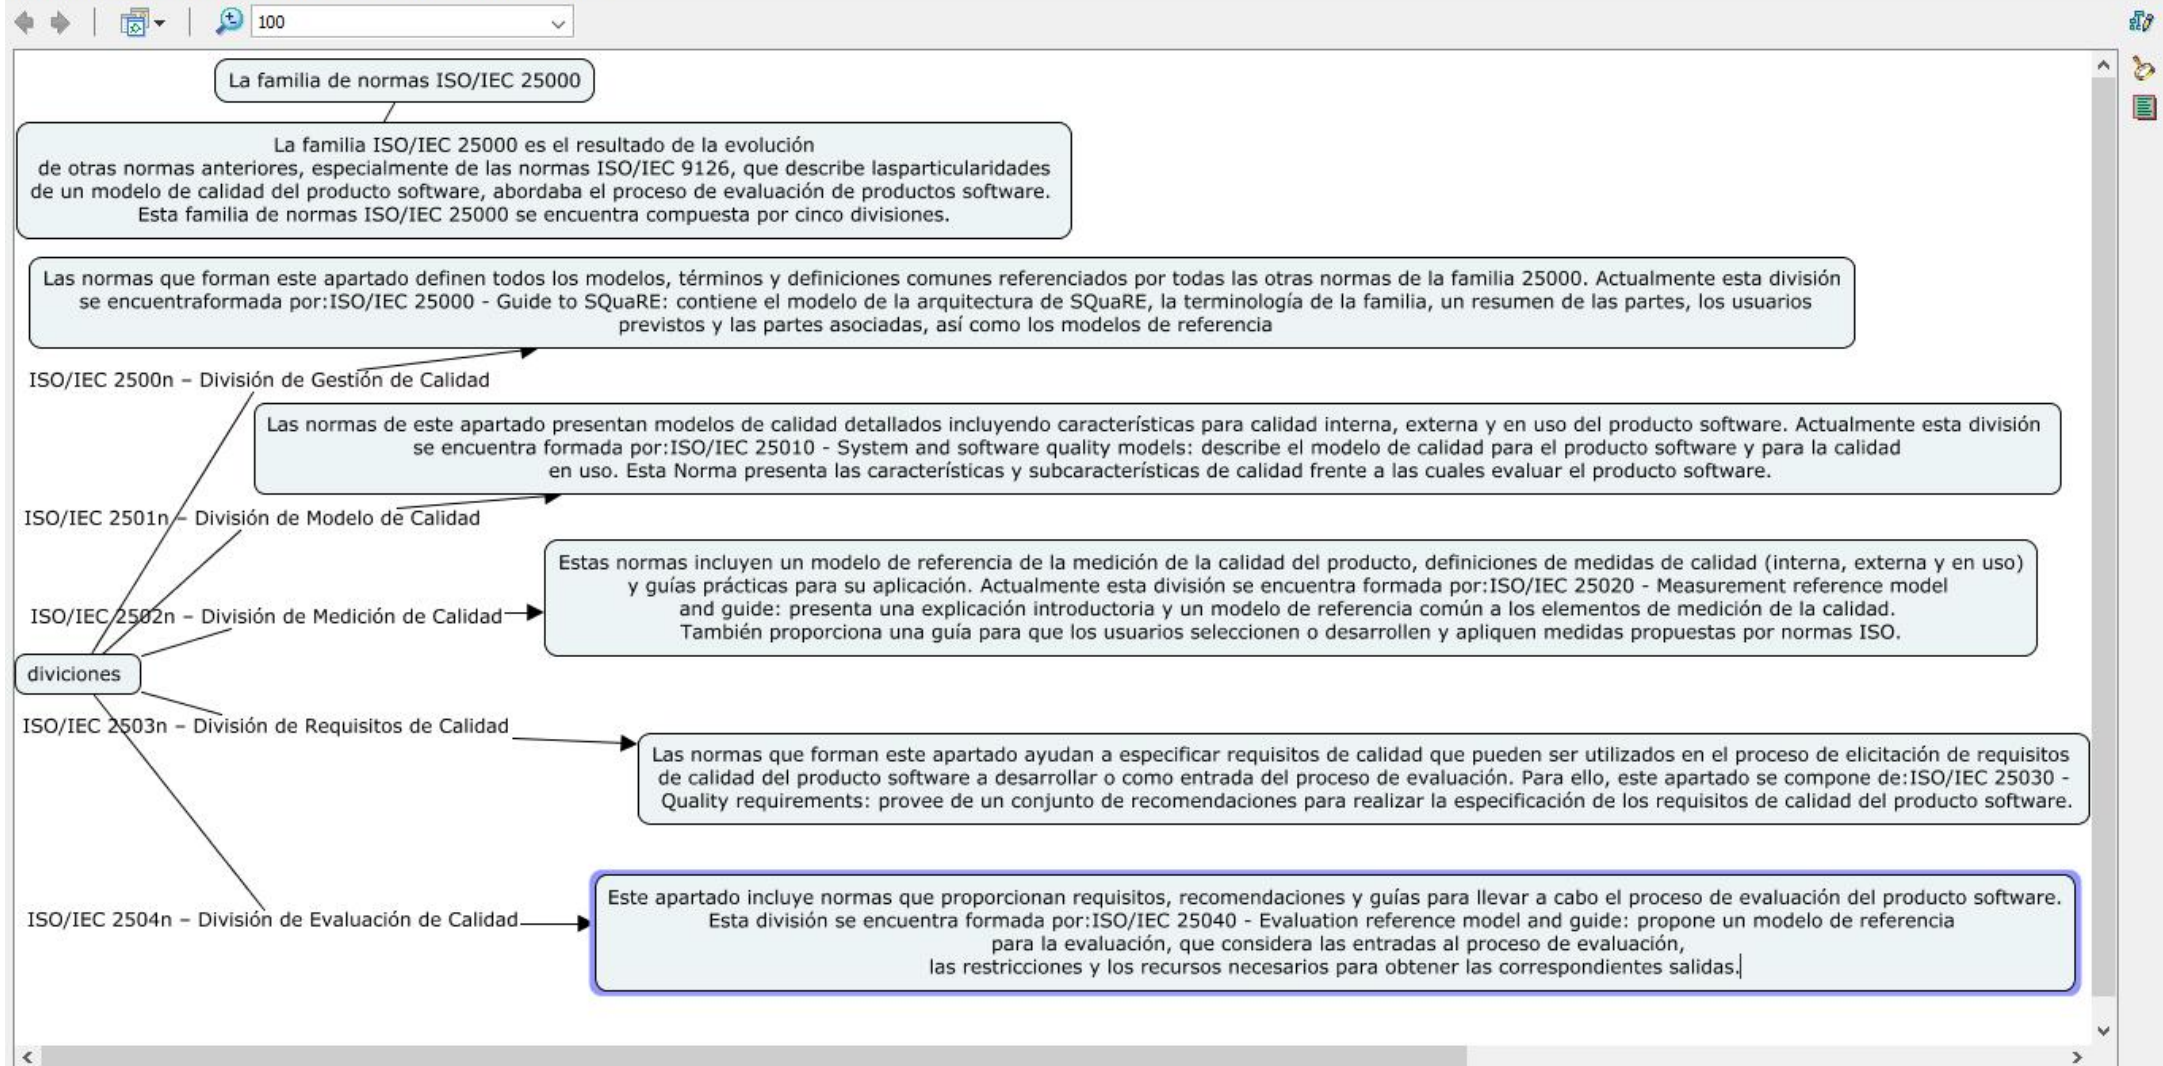 100
La familia de normas ISO/IEC 25000
La familia ISO/IEC 25000 es el resultado de la evolución
de otras normas anteriores, especialmente de las normas ISO/IEC 9126, que describe lasparticularidades
de un modelo de calidad del producto software, abordaba el proceso de evaluación de productos software.
Esta familia de normas ISO/IEC 25000 se encuentra compuesta por cinco divisiones.
Las normas que forman este apartado definen todos los modelos, términos y definiciones comunes referenciados por todas las otras normas de la familia 25000. Actualmente esta división
se encuentraformada por:ISO/IEC 25000 - Guide to SQuaRE: contiene el modelo de la arquitectura de SQuaRE, la terminología de la familia, un resumen de las partes, los usuarios
previstos y las partes asociadas, así como los modelos de referencia
ISO/IEC 2500n – División de Gestión de Calidad
Las normas de este apartado presentan modelos de calidad detallados incluyendo características para calidad interna, externa y en uso del producto software. Actualmente esta división
se encuentra formada por:ISO/IEC 25010 - System and software quality models: describe el modelo de calidad para el producto software y para la calidad
en uso. Esta Norma presenta las características y subcaracterísticas de calidad frente a las cuales evaluar el producto software.
ISO/IEC 2501n – División de Modelo de Calidad
Estas normas incluyen un modelo de referencia de la medición de la calidad del producto, definiciones de medidas de calidad (interna, externa y en uso)
y guías prácticas para su aplicación. Actualmente esta división se encuentra formada por:ISO/IEC 25020 - Measurement reference model
and guide: presenta una explicación introductoria y un modelo de referencia común a los elementos de medición de la calidad.
También proporciona una guía para que los usuarios seleccionen o desarrollen y apliquen medidas propuestas por normas ISO.
ISO/IEC 2502n – División de Medición de Calidad
diviciones
ISO/IEC 2503n – División de Requisitos de Calidad
Las normas que forman este apartado ayudan a especificar requisitos de calidad que pueden ser utilizados en el proceso de elicitación de requisitos
de calidad del producto software a desarrollar o como entrada del proceso de evaluación. Para ello, este apartado se compone de:ISO/IEC 25030 -
Quality requirements: provee de un conjunto de recomendaciones para realizar la especificación de los requisitos de calidad del producto software.
ISO/IEC 2504n – División de Evaluación de Calidad
Este apartado incluye normas que proporcionan requisitos, recomendaciones y guías para llevar a cabo el proceso de evaluación del producto software.
Esta división se encuentra formada por:ISO/IEC 25040 - Evaluation reference model and guide: propone un modelo de referencia
para la evaluación, que considera las entradas al proceso de evaluación,
las restricciones y los recursos necesarios para obtener las correspondientes salidas.